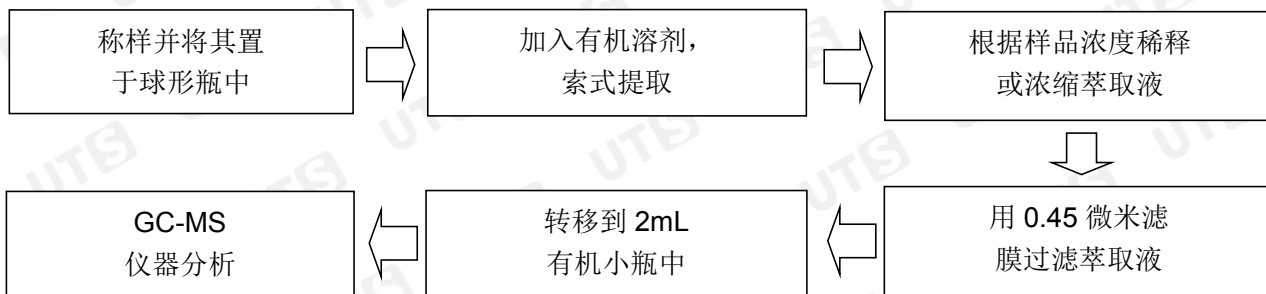 称样并将其置
于球形瓶中
加入有机溶剂，
索式提取
根据样品浓度稀释
或浓缩萃取液
用 0.45 微米滤
膜过滤萃取液
转移到 2mL
有机小瓶中
GC-MS
仪器分析